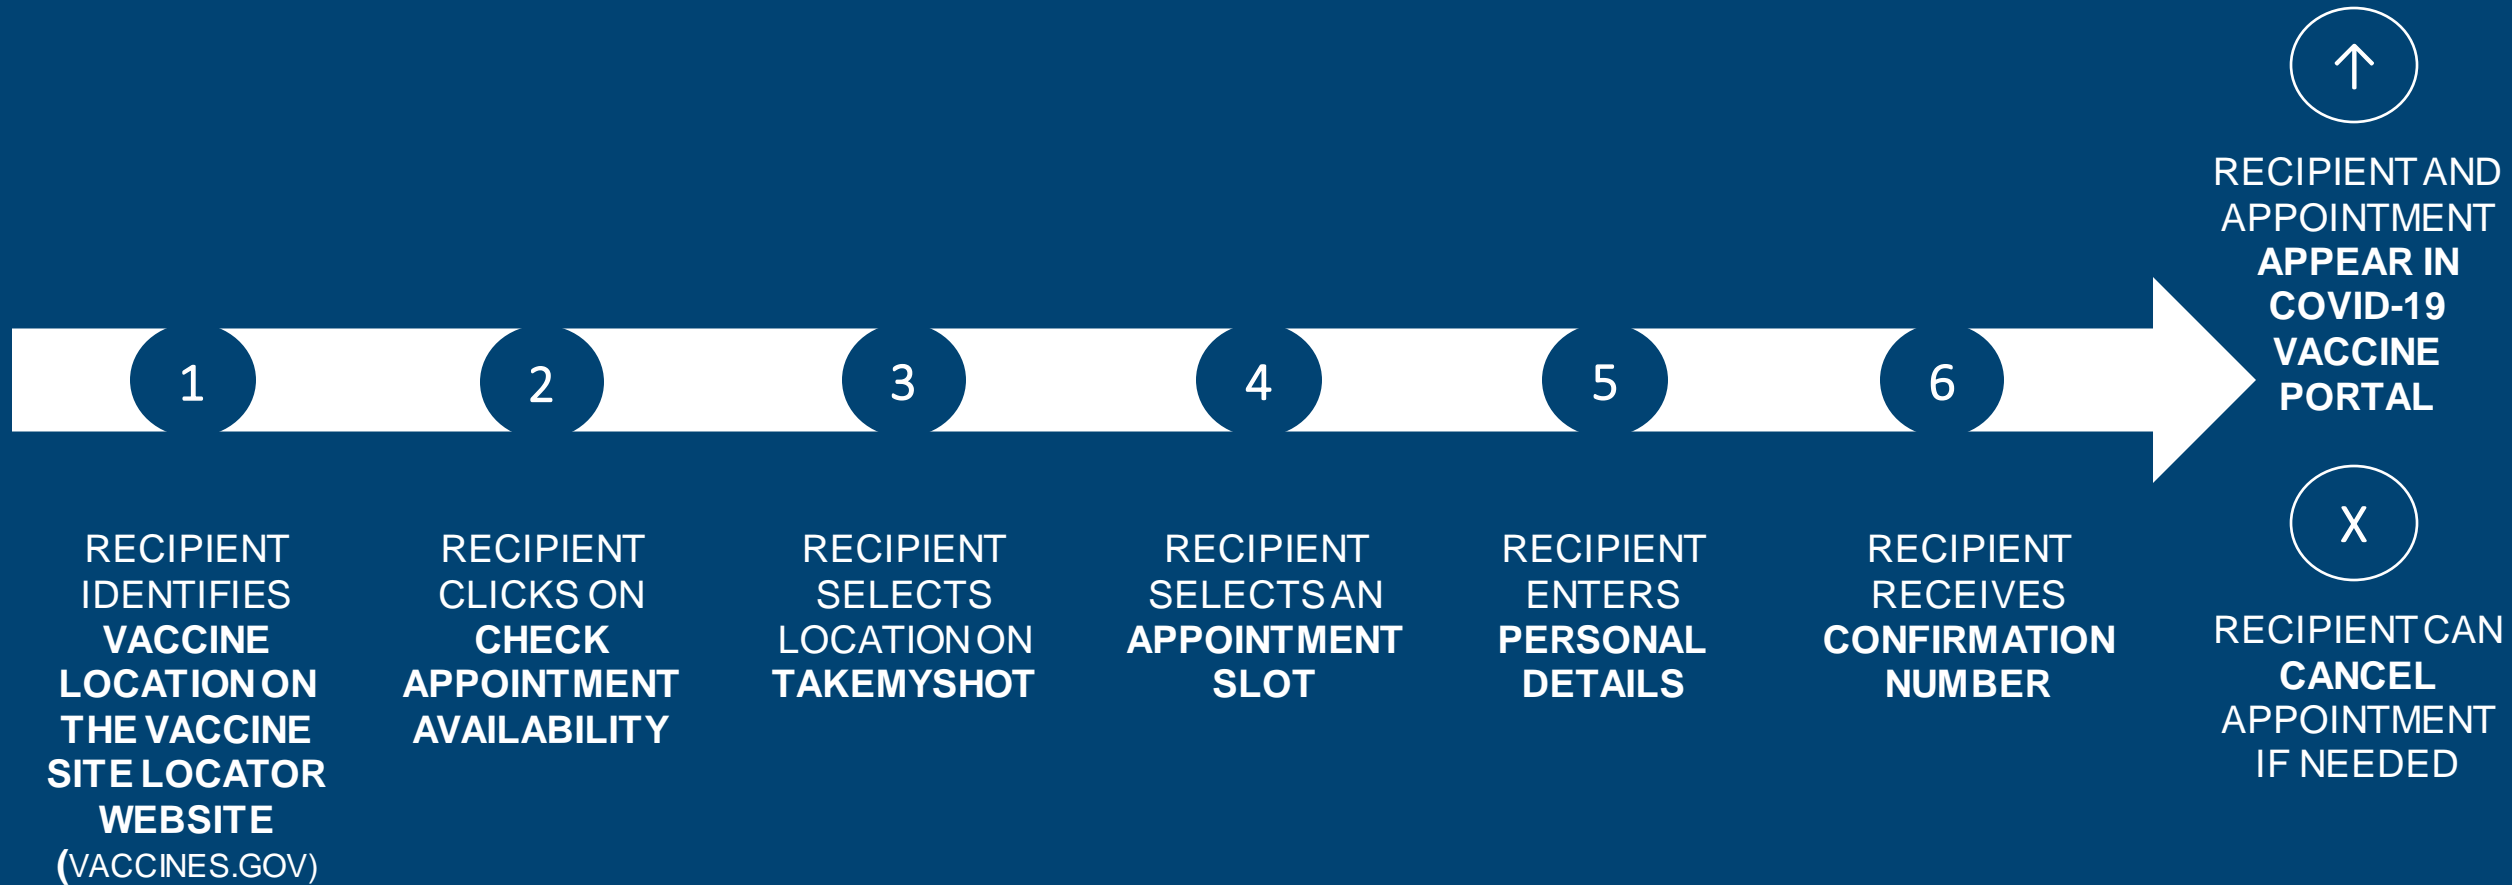 1
RECIPIENT
IDENTIFIES
VACCINE
LOCATION ON
THE VACCINE
SITE LOCATOR
WEBSITE
(VACCINES.GOV)
2
RECIPIENT
CLICKS ON
CHECK
APPOINTMENT
AVAILABILITY
3
RECIPIENT
SELECTS
LOCATION ON
TAKEMYSHOT
4
RECIPIENT
SELECTS AN
APPOINTMENT
SLOT
5
RECIPIENT
ENTERS
PERSONAL
DETAILS
6
RECIPIENT
RECEIVES
CONFIRMATION
NUMBER
↑
RECIPIENT AND
APPOINTMENT
APPEAR IN
COVID-19
VACCINE
PORTAL
X
RECIPIENT CAN
CANCEL
APPOINTMENT
IF NEEDED